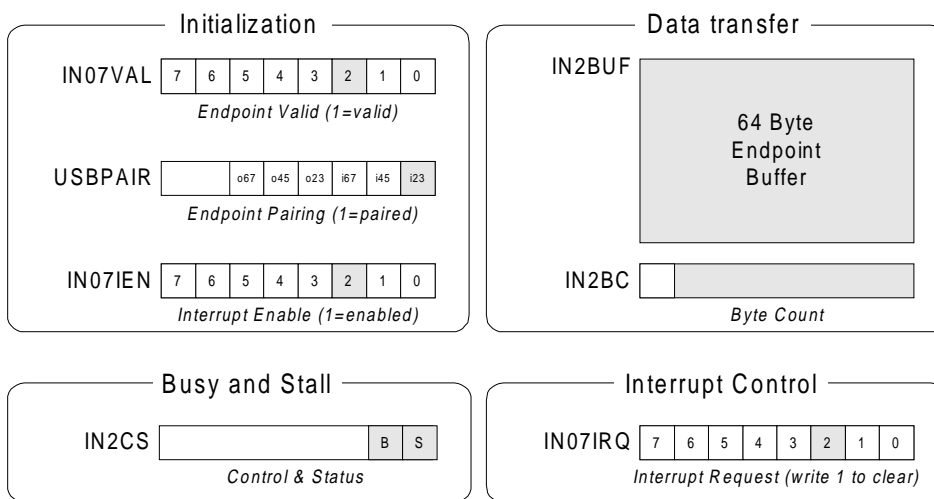 Initialization
IN07VAL 7 6 5 4 3 2 1 0
Endpoint Valid (1=valid)
USBPAIR o67 o45 o23 i67 i45 i23
Endpoint Pairing (1=paired)
IN07IEN 7 6 5 4 3 2 1 0
Interrupt Enable (1=enabled)
Data transfer
IN2BUF
64 Byte
Endpoint
Buffer
IN2BC
Byte Count
Busy and Stall
IN2CS B S
Control & Status
Interrupt Control
IN07IRQ 7 6 5 4 3 2 1 0
Interrupt Request (write 1 to clear)